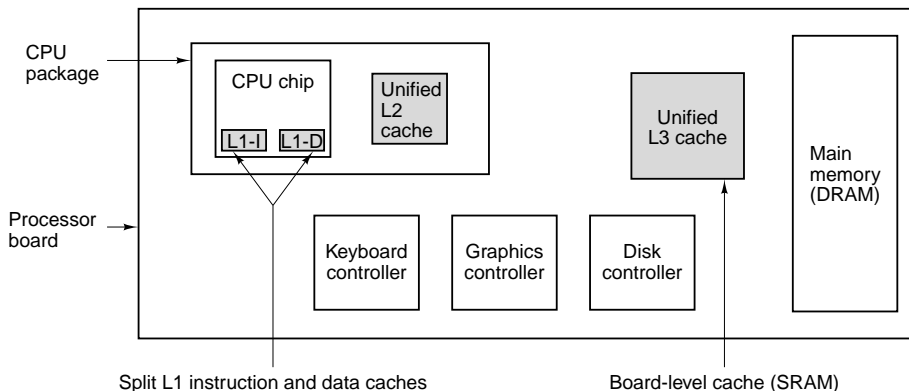 CPU
package
CPU chip
L1-I
L1-D
Unified
L2
cache
Unified
L3 cache
Main
memory
(DRAM)
Processor
board
Keyboard
controller
Graphics
controller
Disk
controller
Split L1 instruction and data caches
Board-level cache (SRAM)